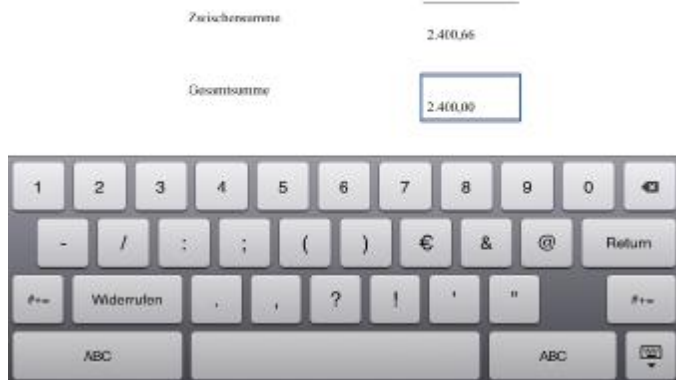 Zwischensumme
2.400,66
Gesamtsumme
2.400,00
1 2 3 4 5 6 7 8 9 0
- / : ; ( ) € & @ Return
#+= Widerrufen . , ? ! ' " #+=
ABC ABC